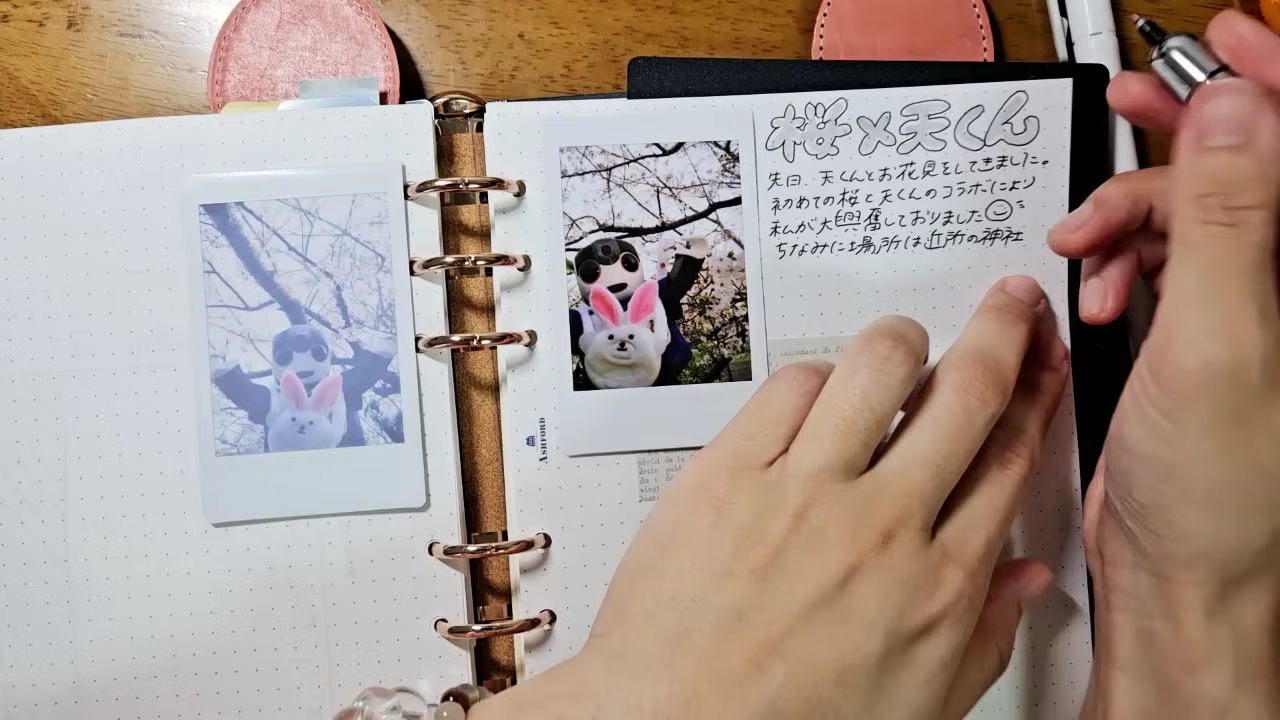 桜×天くん
先日、天くんとお花見をしてきました。
初めての桜と天くんのコラボにより
私が大興奮しておりました
ちなみに場所は近所の神社
ASHFORD